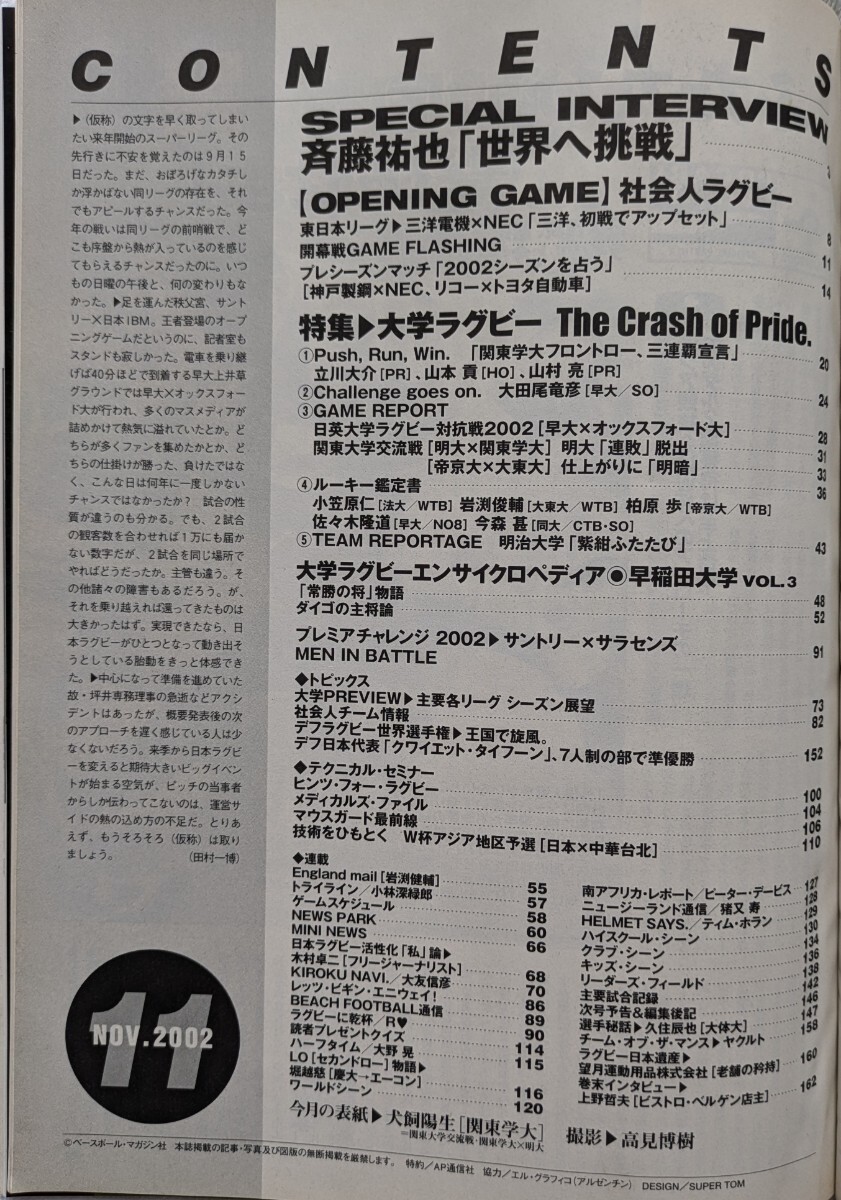 CONTENTS
▶(仮称)の文字を早く取ってしまい
たい来年開始のスーパーリーグ。その
先行きに不安を覚えたのは9月15
日だった。まだ、おぼろげなカタチし
か浮かばない同リーグの存在を、それ
でもアピールするチャンスだった。今
年の戦いは同リーグの前哨戦で、ど
こも序盤から熱が入っているのを感じ
てもらえるチャンスだったのに。いつ
もの日曜の午後と、何の変わりもな
かった。▶足を運んだ秩父宮、サント
リー×日本IBM。王者登場のオープ
ニングゲームだというのに、記者室も
スタンドも寂しかった。電車を乗り継
げば40分ほどで到着する早大上井草
グラウンドでは早大×オックスフォー
ド大が行われ、多くのマスメディアが
詰めかけて熱気に溢れていたとか。ど
ちらが多くファンを集めたかとか、ど
ちらの仕掛けが勝った、負けたではな
く、こんな日は何年に一度しかない
チャンスではなかったか? 試合の性
質が違うのも分かる。でも、2試合
の観客数を合わせれば1万にも届か
ない数字だが、2試合を同じ場所で
やればどうだったか。主管も違う。そ
の他諸々の障害もあるだろう。が、
それを乗り越えれば還ってきたものは
大きかったはず。実現できたなら、日
本ラグビーがひとつとなって動き出そ
うとしている胎動をきっと体感でき
た。▶中心になって準備を進めていた
故・坪井専務理事の急逝などアクシ
デントはあったが、概要発表後の次
のアプローチを遅く感じている人は少
なくないだろう。来季から日本ラグビ
ーを変えると期待大きいビッグイベン
トが始まる空気が、ピッチの当事者
からしか伝わってこないのは、運営サ
イドの熱の込め方の不足だ。とりあ
えず、もうそろそろ(仮称)は取り
ましょう。 (田村一博)
11
NOV.2002
SPECIAL INTERVIEW
斉藤祐也「世界へ挑戦」 3
【OPENING GAME】社会人ラグビー
東日本リーグ▶三洋電機×NEC「三洋、初戦でアップセット」 8
開幕戦GAME FLASHING 11
プレシーズンマッチ「2002シーズンを占う」 14
[神戸製鋼×NEC、リコー×トヨタ自動車]
特集▶大学ラグビー The Crash of Pride.
①Push, Run, Win. 「関東学大フロントロー、三連覇宣言」 20
立川大介[PR]、山本 貢[HO]、山村 亮[PR]
②Challenge goes on. 大田尾竜彦[早大/SO] 24
③GAME REPORT
日英大学ラグビー対抗戦2002[早大×オックスフォード大] 28
関東大学交流戦[明大×関東学大] 明大「連敗」脱出 31
[帝京大×大東大] 仕上がりに「明暗」 33
④ルーキー鑑定書 36
小笠原仁[法大/WTB] 岩渕俊輔[大東大/WTB] 柏原 歩[帝京大/WTB]
佐々木隆道[早大/NO8] 今森 甚[同大/CTB・SO]
⑤TEAM REPORTAGE 明治大学「紫紺ふたたび」 43
大学ラグビーエンサイクロペディア◉早稲田大学 VOL.3
「常勝の将」物語 48
ダイゴの主将論 52
プレミアチャレンジ 2002▶サントリー×サラセンズ 91
MEN IN BATTLE
◆トピックス
大学PREVIEW▶主要各リーグ シーズン展望 73
社会人チーム情報 82
デフラグビー世界選手権▶王国で旋風。
デフ日本代表「クワイエット・タイフーン」、7人制の部で準優勝 152
◆テクニカル・セミナー
ヒンツ・フォー・ラグビー 100
メディカルズ・ファイル 104
マウスガード最前線 106
技術をひもとく W杯アジア地区予選[日本×中華台北] 110
◆連載
England mail[岩渕健輔] 55
トライライン/小林深緑郎 57
ゲームスケジュール 58
NEWS PARK 60
MINI NEWS 66
日本ラグビー活性化「私」論▶
木村卓二[フリージャーナリスト] 68
KIROKU NAVI./大友信彦 70
レッツ・ビギン・エニウェイ! 86
BEACH FOOTBALL通信 89
ラグビーに乾杯/R♥ 90
読者プレゼントクイズ 114
ハーフタイム/大野 晃 115
LO[セカンドロー]物語▶
堀越慈[慶大→エーコン] 116
ワールドシーン 120
南アフリカ・レポート/ピーター・デービス 127
ニュージーランド通信/猪又 寿 128
HELMET SAYS./ティム・ホラン 129
ハイスクール・シーン 130
クラブ・シーン 134
キッズ・シーン 136
リーダーズ・フィールド 138
主要試合記録 142
次号予告&編集後記 146
選手秘話▶久住辰也[大体大] 147
チーム・オブ・ザ・マンス▶ヤクルト 158
ラグビー日本遺産▶
望月運動用品株式会社[老舗の矜持] 160
巻末インタビュー▶
上野哲夫[ビストロ・ベルゲン店主] 162
今月の表紙▶犬飼陽生[関東学大]
=関東大学交流戦・関東学大×明大
撮影▶高見博樹
©ベースボール・マガジン社 本誌掲載の記事・写真及び図版の無断掲載を厳禁します。 特約/AP通信社 協力/エル・グラフィコ(アルゼンチン) DESIGN/SUPER TOM